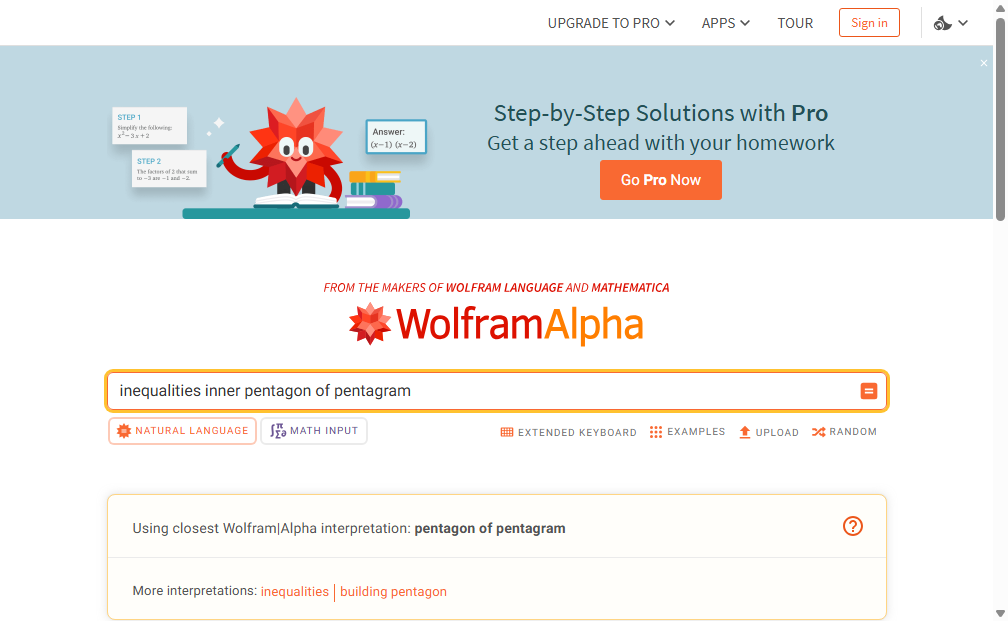 UPGRADE TO PRO APPS TOUR Sign in
STEP 1
Simplify the following:
x² − 3 x + 2
STEP 2
The factors of 2 that sum
to −3 are −1 and −2.
Answer:
(x−1) (x−2)
Step-by-Step Solutions with Pro
Get a step ahead with your homework
Go Pro Now
FROM THE MAKERS OF WOLFRAM LANGUAGE AND MATHEMATICA
WolframAlpha
inequalities inner pentagon of pentagram
NATURAL LANGUAGE MATH INPUT EXTENDED KEYBOARD EXAMPLES UPLOAD RANDOM
Using closest Wolfram|Alpha interpretation: pentagon of pentagram
More interpretations: inequalities | building pentagon